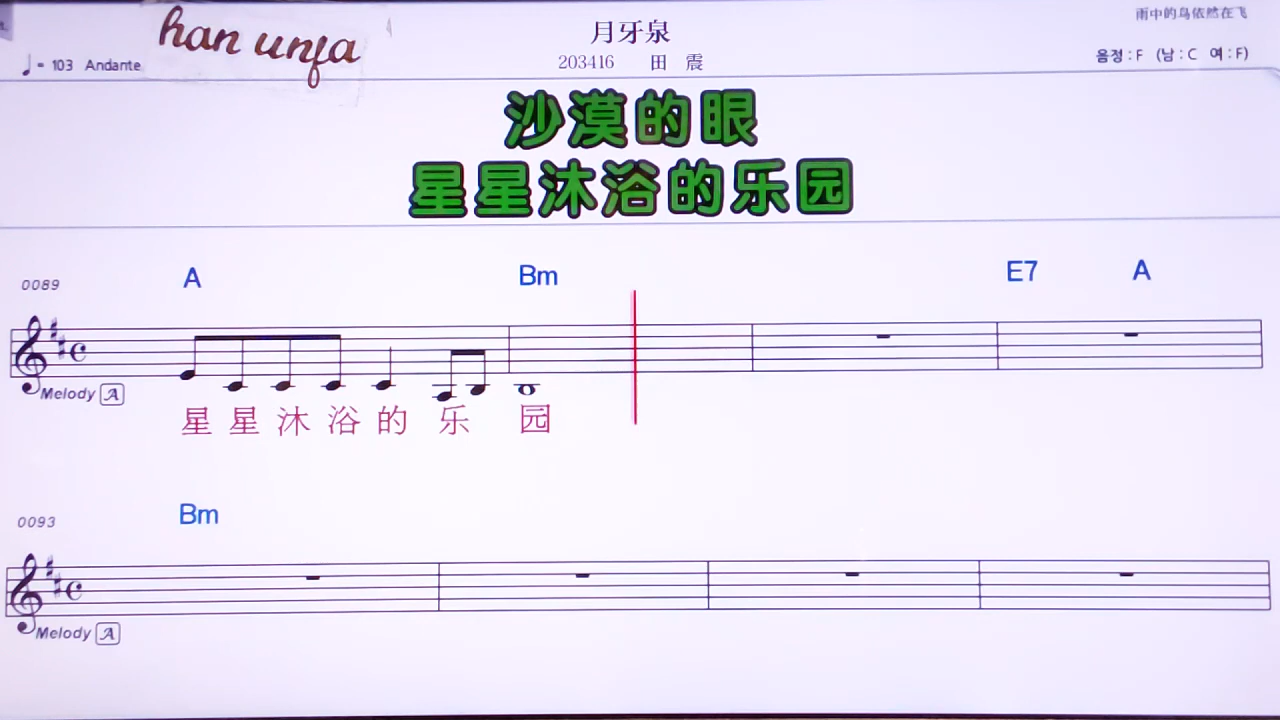 han unfa
♩= 103 Andante
月牙泉
203416 田 震
雨中的鸟依然在飞
음정 : F (남 : C 여 : F)
沙漠的眼
星星沐浴的乐园
0089 A Bm E7 A
Melody A
星 星 沐 浴 的 乐 园
0093 Bm
Melody A